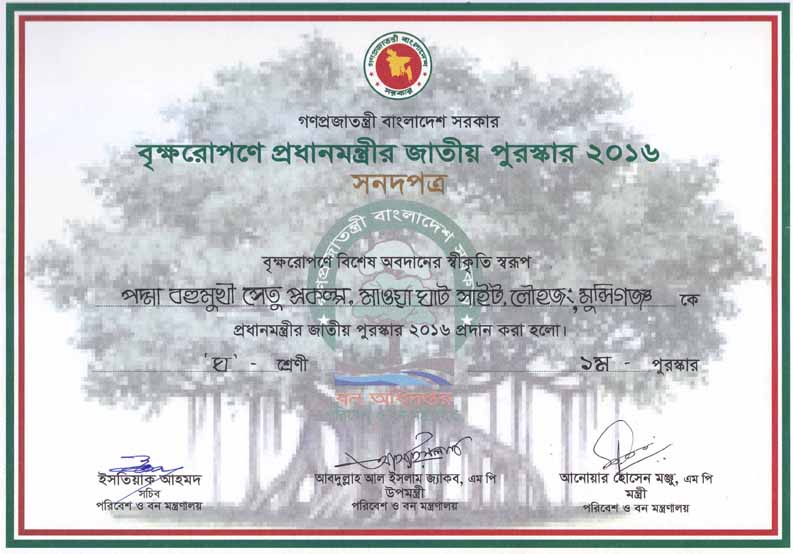 গণপ্রজাতন্ত্রী বাংলাদেশ
সরকার
গণপ্রজাতন্ত্রী বাংলাদেশ সরকার
বৃক্ষরোপণে প্রধানমন্ত্রীর জাতীয় পুরস্কার ২০১৬
সনদপত্র
গণপ্রজাতন্ত্রী বাংলাদেশ
বৃক্ষরোপণে বিশেষ অবদানের স্বীকৃতি স্বরূপ
পদ্মা বহুমুখী সেতু প্রকল্প, মাওয়া ঘাট সাইট, লৌহজং, মুন্সিগঞ্জ কে
প্রধানমন্ত্রীর জাতীয় পুরস্কার ২০১৬ প্রদান করা হলো।
'ঘ' - শ্রেণী ১ম - পুরস্কার
বন অধিদপ্তর
ইসতিয়াক আহমদ
সচিব
পরিবেশ ও বন মন্ত্রণালয়
আবদুল্লাহ আল ইসলাম জ্যাকব, এম পি
উপমন্ত্রী
পরিবেশ ও বন মন্ত্রণালয়
আনোয়ার হোসেন মঞ্জু, এম পি
মন্ত্রী
পরিবেশ ও বন মন্ত্রণালয়